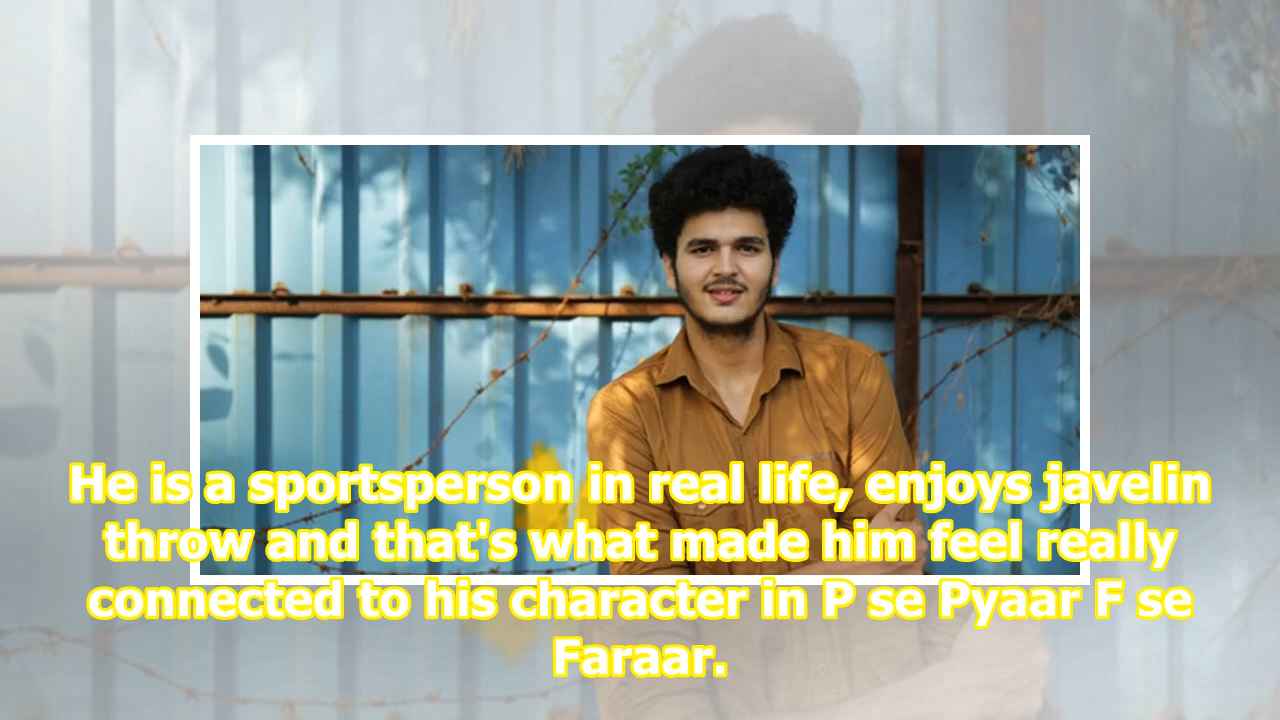 He is a sportsperson in real life, enjoys javelin
throw and that's what made him feel really
connected to his character in P se Pyaar F se
Faraar.